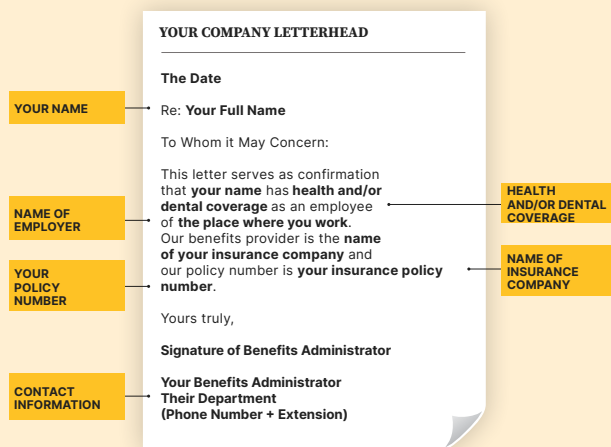 YOUR COMPANY LETTERHEAD
The Date
YOUR NAME
Re: Your Full Name
To Whom it May Concern:
This letter serves as confirmation
that your name has health and/or
dental coverage as an employee
of the place where you work.
Our benefits provider is the name
of your insurance company and
our policy number is your insurance policy
number.
HEALTH
AND/OR DENTAL
COVERAGE
NAME OF
EMPLOYER
NAME OF
INSURANCE
COMPANY
YOUR
POLICY
NUMBER
Yours truly,
Signature of Benefits Administrator
Your Benefits Administrator
Their Department
(Phone Number + Extension)
CONTACT
INFORMATION